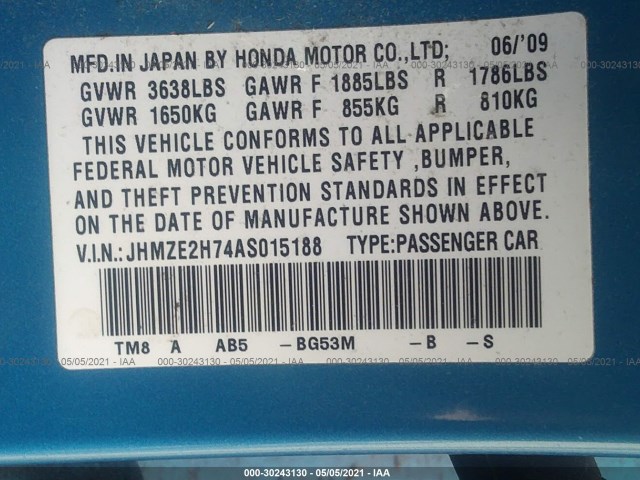 MFD.IN JAPAN BY HONDA MOTOR CO.,LTD; 06/'09
GVWR 3638LBS GAWR F 1885LBS R 1786LBS
GVWR 1650KG GAWR F 855KG R 810KG
THIS VEHICLE CONFORMS TO ALL APPLICABLE
FEDERAL MOTOR VEHICLE SAFETY ,BUMPER,
AND THEFT PREVENTION STANDARDS IN EFFECT
ON THE DATE OF MANUFACTURE SHOWN ABOVE.
V.I.N.:JHMZE2H74AS015188 TYPE:PASSENGER CAR
TM8 A AB5 -BG53M -B -S
000-30243130 - 05/05/2021 - IAA